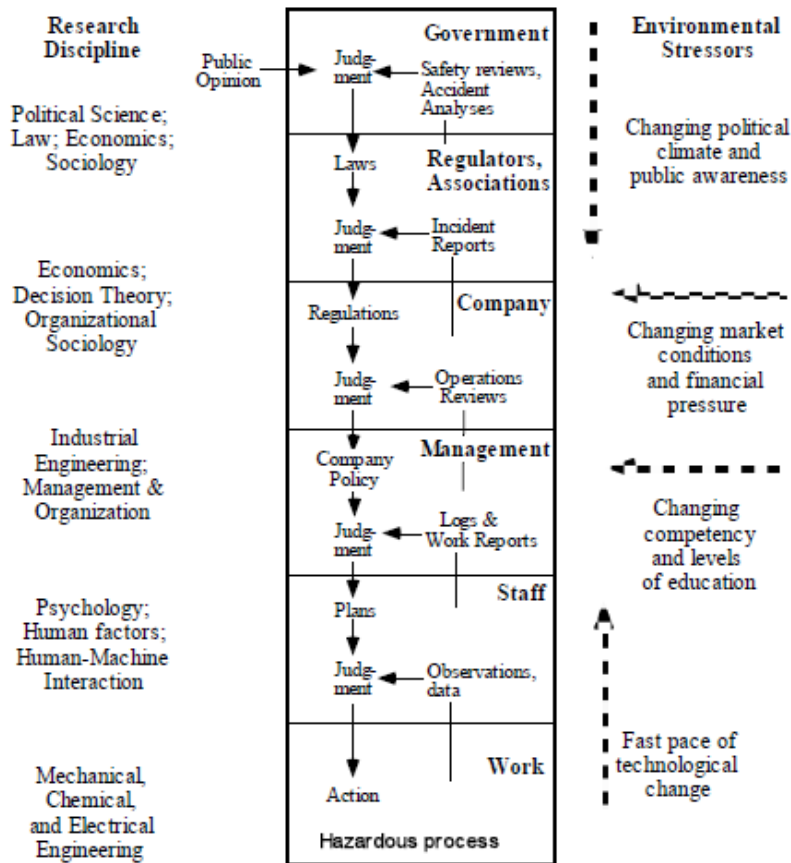 Research
Discipline
Political Science;
Law; Economics;
Sociology
Economics;
Decision Theory;
Organizational
Sociology
Industrial
Engineering;
Management &
Organization
Psychology;
Human factors;
Human-Machine
Interaction
Mechanical,
Chemical,
and Electrical
Engineering
Public
Opinion
Government
Judg-
ment
Safety reviews,
Accident
Analyses
Laws
Regulators,
Associations
Judg-
ment
Incident
Reports
Company
Regulations
Judg-
ment
Operations
Reviews
Management
Company
Policy
Judg-
ment
Logs &
Work Reports
Staff
Plans
Judg-
ment
Observations,
data
Work
Action
Hazardous process
Environmental
Stressors
Changing political
climate and
public awareness
Changing market
conditions
and financial
pressure
Changing
competency
and levels
of education
Fast pace of
technological
change